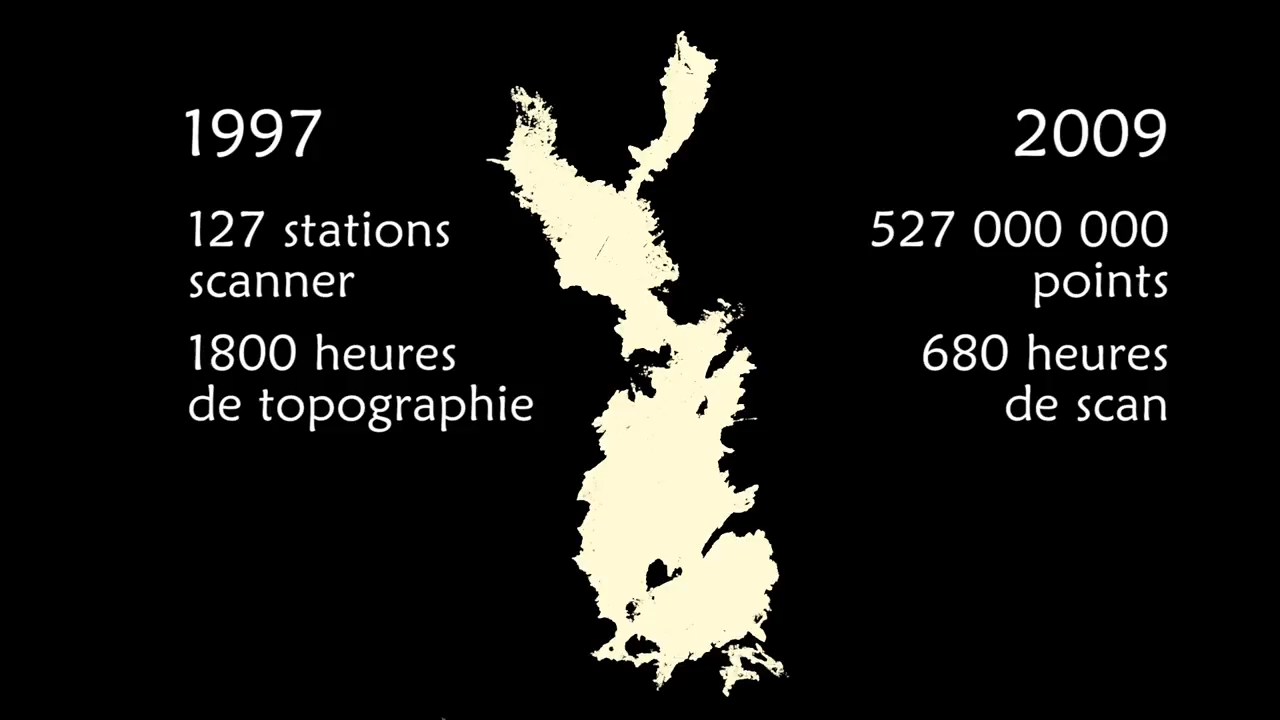 1997
127 stations
scanner
1800 heures
de topographie
2009
527 000 000
points
680 heures
de scan